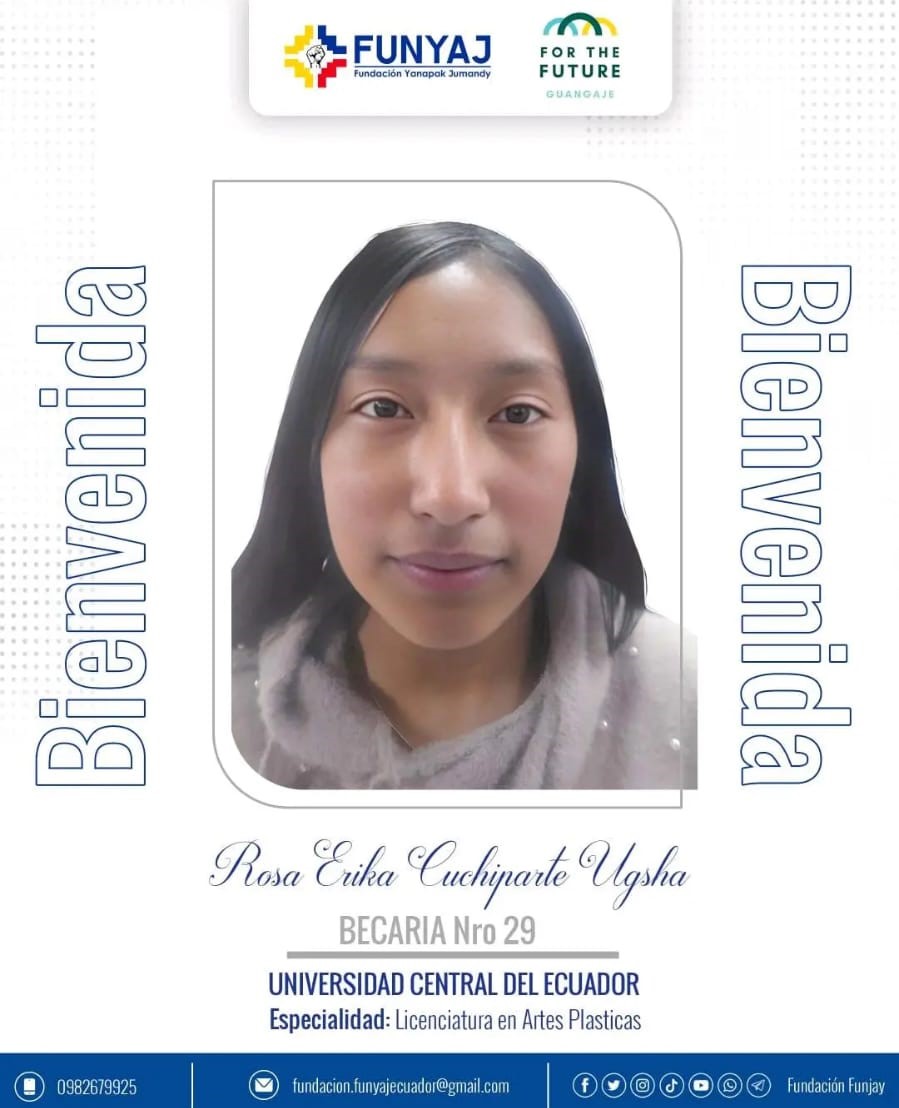 FUNYAJ
Fundación Yanapak Jumandy
FOR THE
FUTURE
GUANGAJE
Bienvenida
Bienvenida
Rosa Erika Cuchiparte Ugsha
BECARIA Nro 29
UNIVERSIDAD CENTRAL DEL ECUADOR
Especialidad: Licenciatura en Artes Plasticas
0982679925
fundacion.funyajecuador@gmail.com
Fundación Funjay